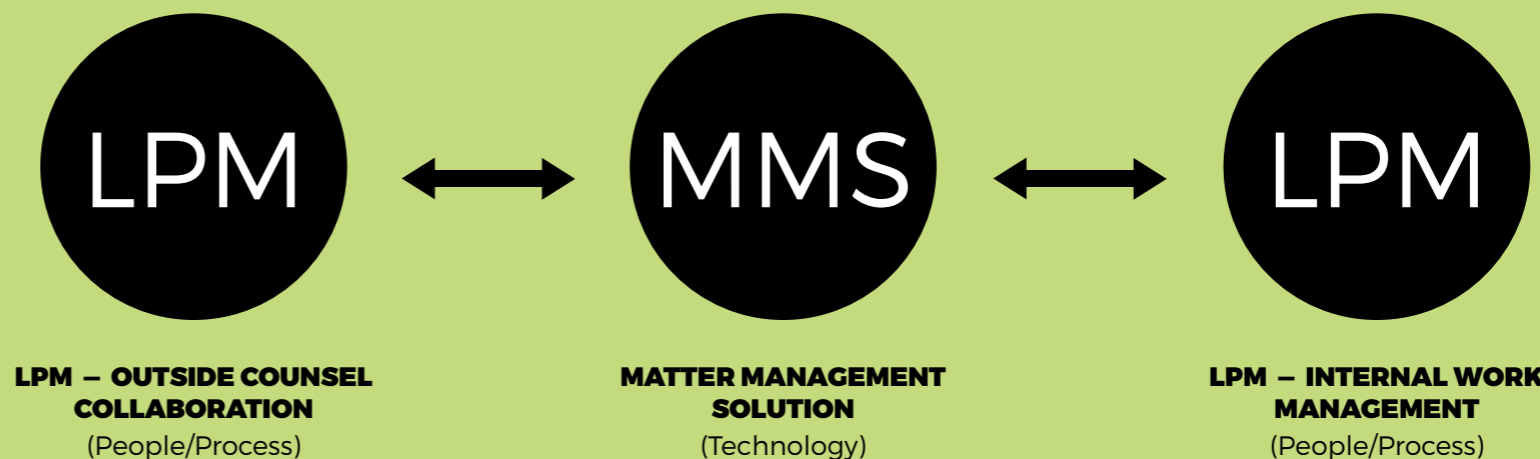 LPM
MMS
LPM
LPM – OUTSIDE COUNSEL
COLLABORATION
(People/Process)
MATTER MANAGEMENT
SOLUTION
(Technology)
LPM – INTERNAL WORK
MANAGEMENT
(People/Process)